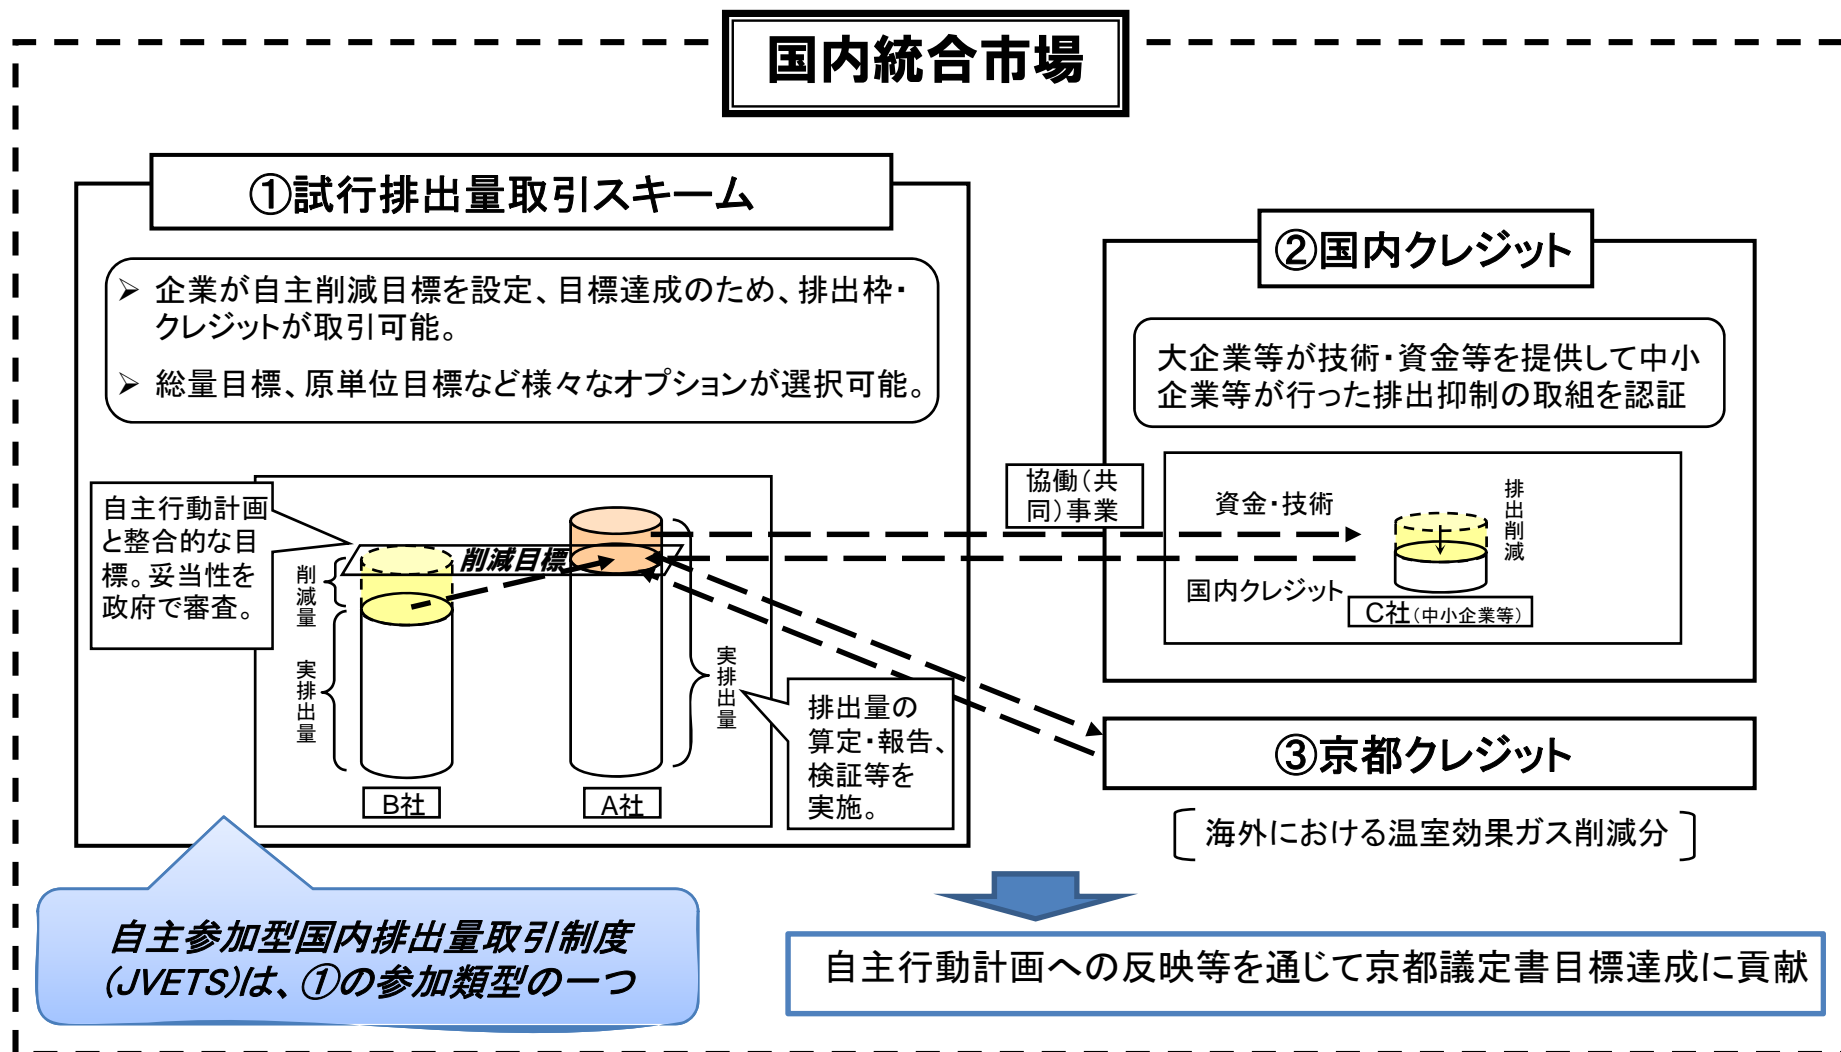 国内統合市場
①試行排出量取引スキーム
➢ 企業が自主削減目標を設定、目標達成のため、排出枠・
クレジットが取引可能。
➢ 総量目標、原単位目標など様々なオプションが選択可能。
自主行動計画
と整合的な目
標。妥当性を
政府で審査。
削減目標
削減量
実排出量
実排出量
B社
A社
排出量の
算定・報告、
検証等を
実施。
協働（共
同）事業
②国内クレジット
大企業等が技術・資金等を提供して中小
企業等が行った排出抑制の取組を認証
資金・技術
排出削減
国内クレジット
C社（中小企業等）
③京都クレジット
海外における温室効果ガス削減分
自主参加型国内排出量取引制度
(JVETS)は、①の参加類型の一つ
自主行動計画への反映等を通じて京都議定書目標達成に貢献